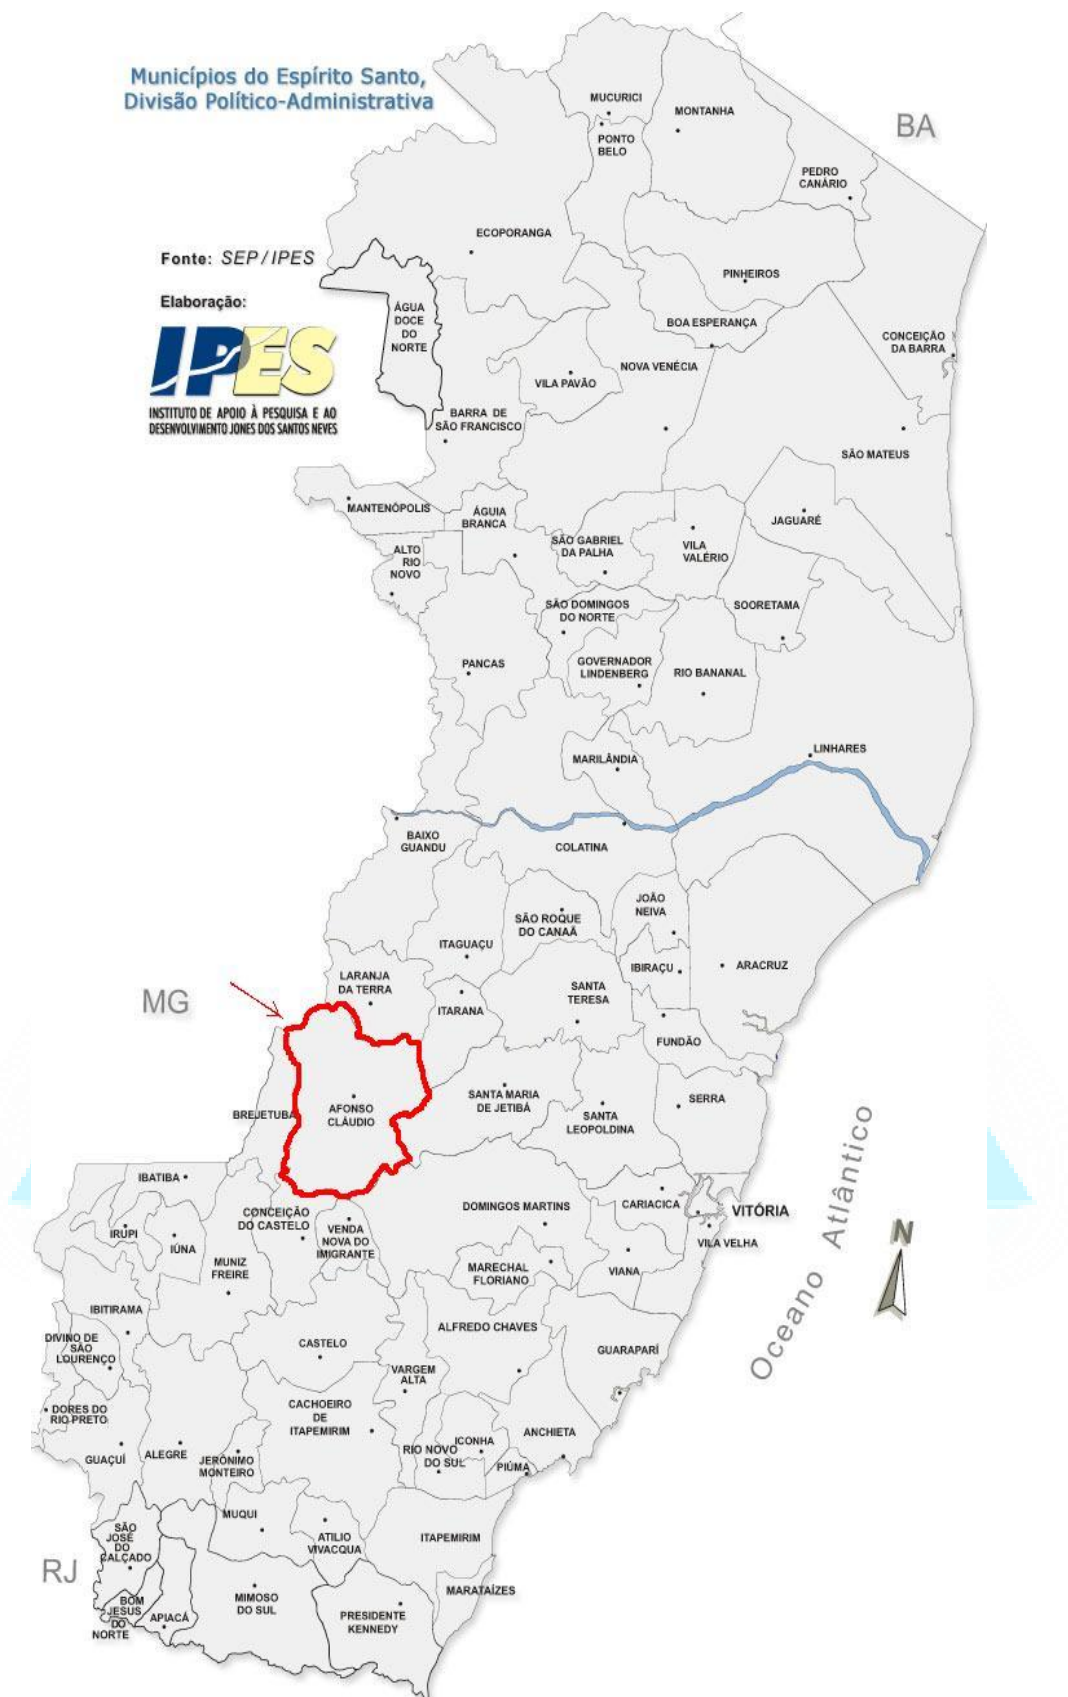 Municípios do Espírito Santo,
Divisão Político-Administrativa
MUCURICI
MONTANHA
BA
PONTO
BELO
PEDRO
CANÁRIO
ECOPORANGA
Fonte: SEP/IPES
PINHEIROS
Elaboração:
ÁGUA
DOCE
DO
NORTE
BOA ESPERANÇA
CONCEIÇÃO
DA BARRA
IPES
NOVA VENÉCIA
VILA PAVÃO
INSTITUTO DE APOIO À PESQUISA E AO
DESENVOLVIMENTO JONES DOS SANTOS NEVES
BARRA DE
SÃO FRANCISCO
SÃO MATEUS
MANTENÓPOLIS
ÁGUIA
BRANCA
JAGUARÉ
SÃO GABRIEL
DA PALHA
VILA
VALÉRIO
ALTO
RIO
NOVO
SÃO DOMINGOS
DO NORTE
SOORETAMA
PANCAS
GOVERNADOR
LINDENBERG
RIO BANANAL
LINHARES
MARILÂNDIA
BAIXO
GUANDU
COLATINA
JOÃO
NEIVA
SÃO ROQUE
DO CANAÃ
ITAGUAÇU
IBIRAÇU
ARACRUZ
LARANJA
DA TERRA
SANTA
TERESA
MG
ITARANA
FUNDÃO
SANTA MARIA
DE JETIBÁ
SERRA
BREJETUBA
AFONSO
CLÁUDIO
SANTA
LEOPOLDINA
IBATIBA
Oceano Atlântico
CONCEIÇÃO
DO CASTELO
DOMINGOS MARTINS
CARIACICA
VITÓRIA
IRUPI
IÚNA
VENDA
NOVA DO
IMIGRANTE
VILA VELHA
N
MUNIZ
FREIRE
MARECHAL
FLORIANO
VIANA
IBITIRAMA
ALFREDO CHAVES
DIVINO DE
SÃO
LOURENÇO
CASTELO
GUARAPARÍ
VARGEM
ALTA
DORES DO
RIO PRETO
CACHOEIRO
DE
ITAPEMIRIM
ANCHIETA
GUAÇUÍ
ALEGRE
JERÔNIMO
MONTEIRO
RIO NOVO
DO SUL
ICONHA
PIÚMA
MUQUI
SÃO
JOSÉ
DO
CALÇADO
ATILIO
VIVACQUA
ITAPEMIRIM
RJ
MIMOSO
DO SUL
MARATAÍZES
BOM
JESUS
DO
NORTE
APIACÁ
PRESIDENTE
KENNEDY